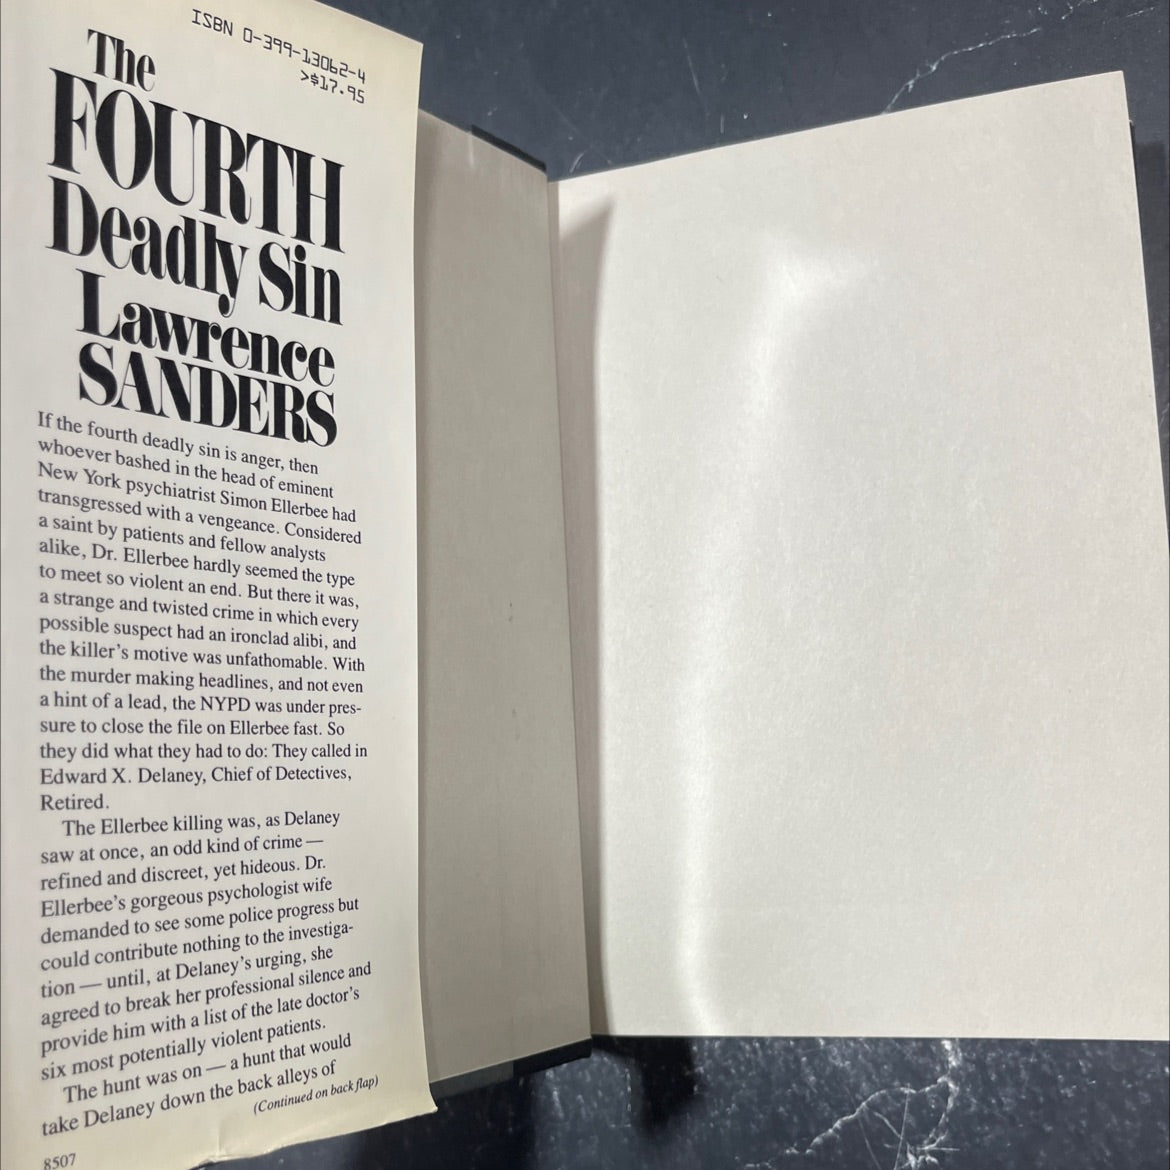 ISBN 0-399-13062-4
>$17.95
The
FOURTH
Deadly Sin
Lawrence
SANDERS
If the fourth deadly sin is anger, then
whoever bashed in the head of eminent
New York psychiatrist Simon Ellerbee had
transgressed with a vengeance. Considered
a saint by patients and fellow analysts
alike, Dr. Ellerbee hardly seemed the type
to meet so violent an end. But there it was,
a strange and twisted crime in which every
possible suspect had an ironclad alibi, and
the killer's motive was unfathomable. With
the murder making headlines, and not even
a hint of a lead, the NYPD was under pres-
sure to close the file on Ellerbee fast. So
they did what they had to do: They called in
Edward X. Delaney, Chief of Detectives,
Retired.
The Ellerbee killing was, as Delaney
saw at once, an odd kind of crime —
refined and discreet, yet hideous. Dr.
Ellerbee's gorgeous psychologist wife
demanded to see some police progress but
could contribute nothing to the investiga-
tion — until, at Delaney's urging, she
agreed to break her professional silence and
provide him with a list of the late doctor's
six most potentially violent patients.
The hunt was on — a hunt that would
take Delaney down the back alleys of
(Continued on back flap)
8507